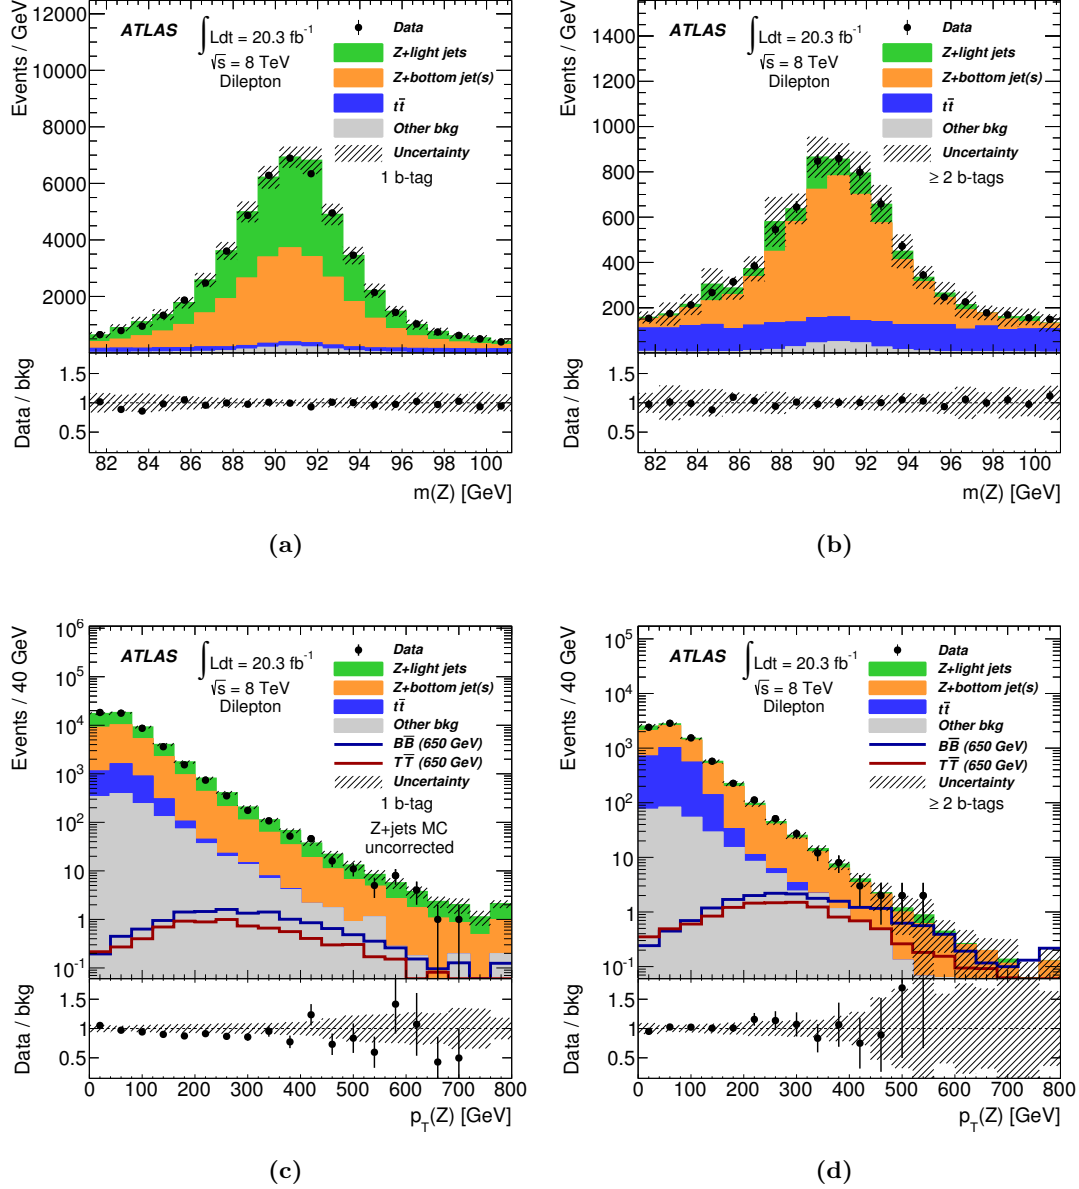 Events / GeV
12000
10000
8000
6000
4000
2000
ATLAS
∫ Ldt = 20.3 fb⁻¹
√s = 8 TeV
Dilepton
Data
Z+light jets
Z+bottom jet(s)
tt̄
Other bkg
Uncertainty
1 b-tag
Data / bkg
1.5
1
0.5
82 84 86 88 90 92 94 96 98 100
m(Z) [GeV]
(a)
Events / GeV
1400
1200
1000
800
600
400
200
ATLAS
∫ Ldt = 20.3 fb⁻¹
√s = 8 TeV
Dilepton
Data
Z+light jets
Z+bottom jet(s)
tt̄
Other bkg
Uncertainty
≥ 2 b-tags
Data / bkg
1.5
1
0.5
82 84 86 88 90 92 94 96 98 100
m(Z) [GeV]
(b)
Events / 40 GeV
10⁶
10⁵
10⁴
10³
10²
10
1
10⁻¹
ATLAS
∫ Ldt = 20.3 fb⁻¹
√s = 8 TeV
Dilepton
Data
Z+light jets
Z+bottom jet(s)
tt̄
Other bkg
BB̄ (650 GeV)
TT̄ (650 GeV)
Uncertainty
1 b-tag
Z+jets MC
uncorrected
Data / bkg
1.5
1
0.5
0 100 200 300 400 500 600 700 800
p_T(Z) [GeV]
(c)
Events / 40 GeV
10⁵
10⁴
10³
10²
10
1
10⁻¹
ATLAS
∫ Ldt = 20.3 fb⁻¹
√s = 8 TeV
Dilepton
Data
Z+light jets
Z+bottom jet(s)
tt̄
Other bkg
BB̄ (650 GeV)
TT̄ (650 GeV)
Uncertainty
≥ 2 b-tags
Data / bkg
1.5
1
0.5
0 100 200 300 400 500 600 700 800
p_T(Z) [GeV]
(d)